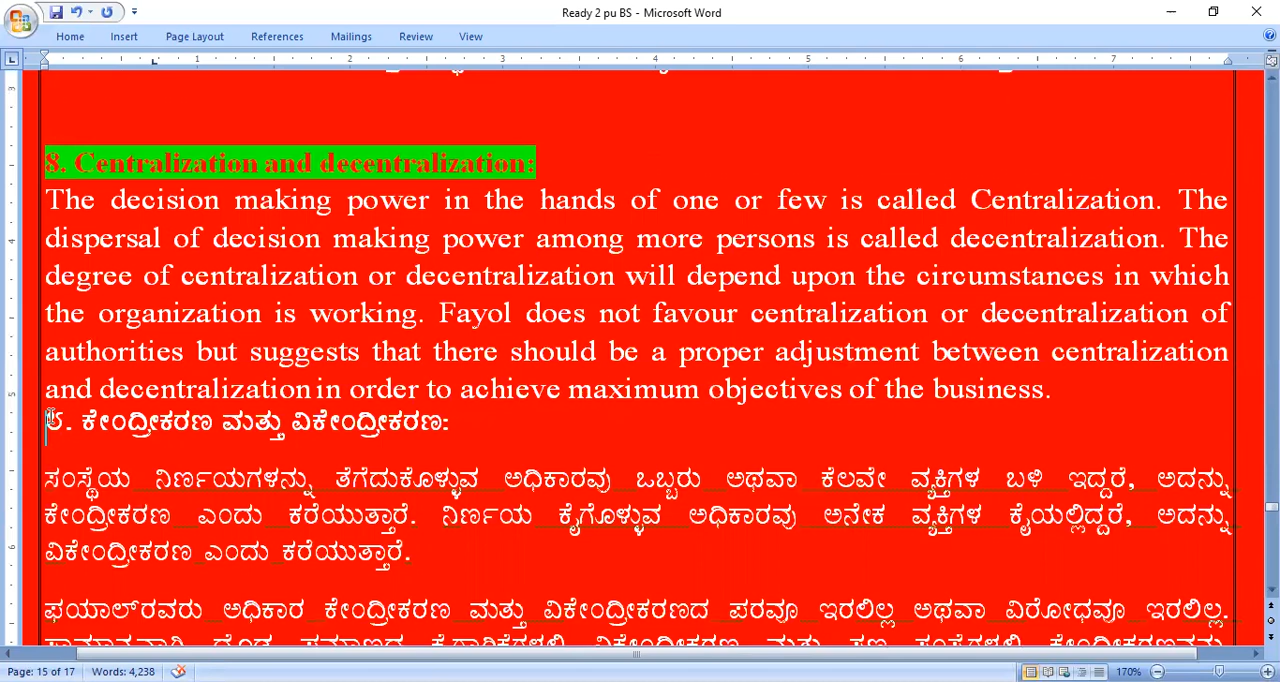 Ready 2 pu BS - Microsoft Word
Home Insert Page Layout References Mailings Review View
8. Centralization and decentralization:
The decision making power in the hands of one or few is called Centralization. The
dispersal of decision making power among more persons is called decentralization. The
degree of centralization or decentralization will depend upon the circumstances in which
the organization is working. Fayol does not favour centralization or decentralization of
authorities but suggests that there should be a proper adjustment between centralization
and decentralization in order to achieve maximum objectives of the business.
೮. ಕೇಂದ್ರೀಕರಣ ಮತ್ತು ವಿಕೇಂದ್ರೀಕರಣ:
ಸಂಸ್ಥೆಯ ನಿರ್ಣಯಗಳನ್ನು ತೆಗೆದುಕೊಳ್ಳುವ ಅಧಿಕಾರವು ಒಬ್ಬರು ಅಥವಾ ಕೆಲವೇ ವ್ಯಕ್ತಿಗಳ ಬಳಿ ಇದ್ದರೆ, ಅದನ್ನು
ಕೇಂದ್ರೀಕರಣ ಎಂದು ಕರೆಯುತ್ತಾರೆ. ನಿರ್ಣಯ ಕೈಗೊಳ್ಳುವ ಅಧಿಕಾರವು ಅನೇಕ ವ್ಯಕ್ತಿಗಳ ಕೈಯಲ್ಲಿದ್ದರೆ, ಅದನ್ನು
ವಿಕೇಂದ್ರೀಕರಣ ಎಂದು ಕರೆಯುತ್ತಾರೆ.
ಫಯಾಲ್‌ರವರು ಅಧಿಕಾರ ಕೇಂದ್ರೀಕರಣ ಮತ್ತು ವಿಕೇಂದ್ರೀಕರಣದ ಪರವೂ ಇರಲಿಲ್ಲ ಅಥವಾ ವಿರೋಧವೂ ಇರಲಿಲ್ಲ.
Page: 15 of 17 Words: 4,238 170%